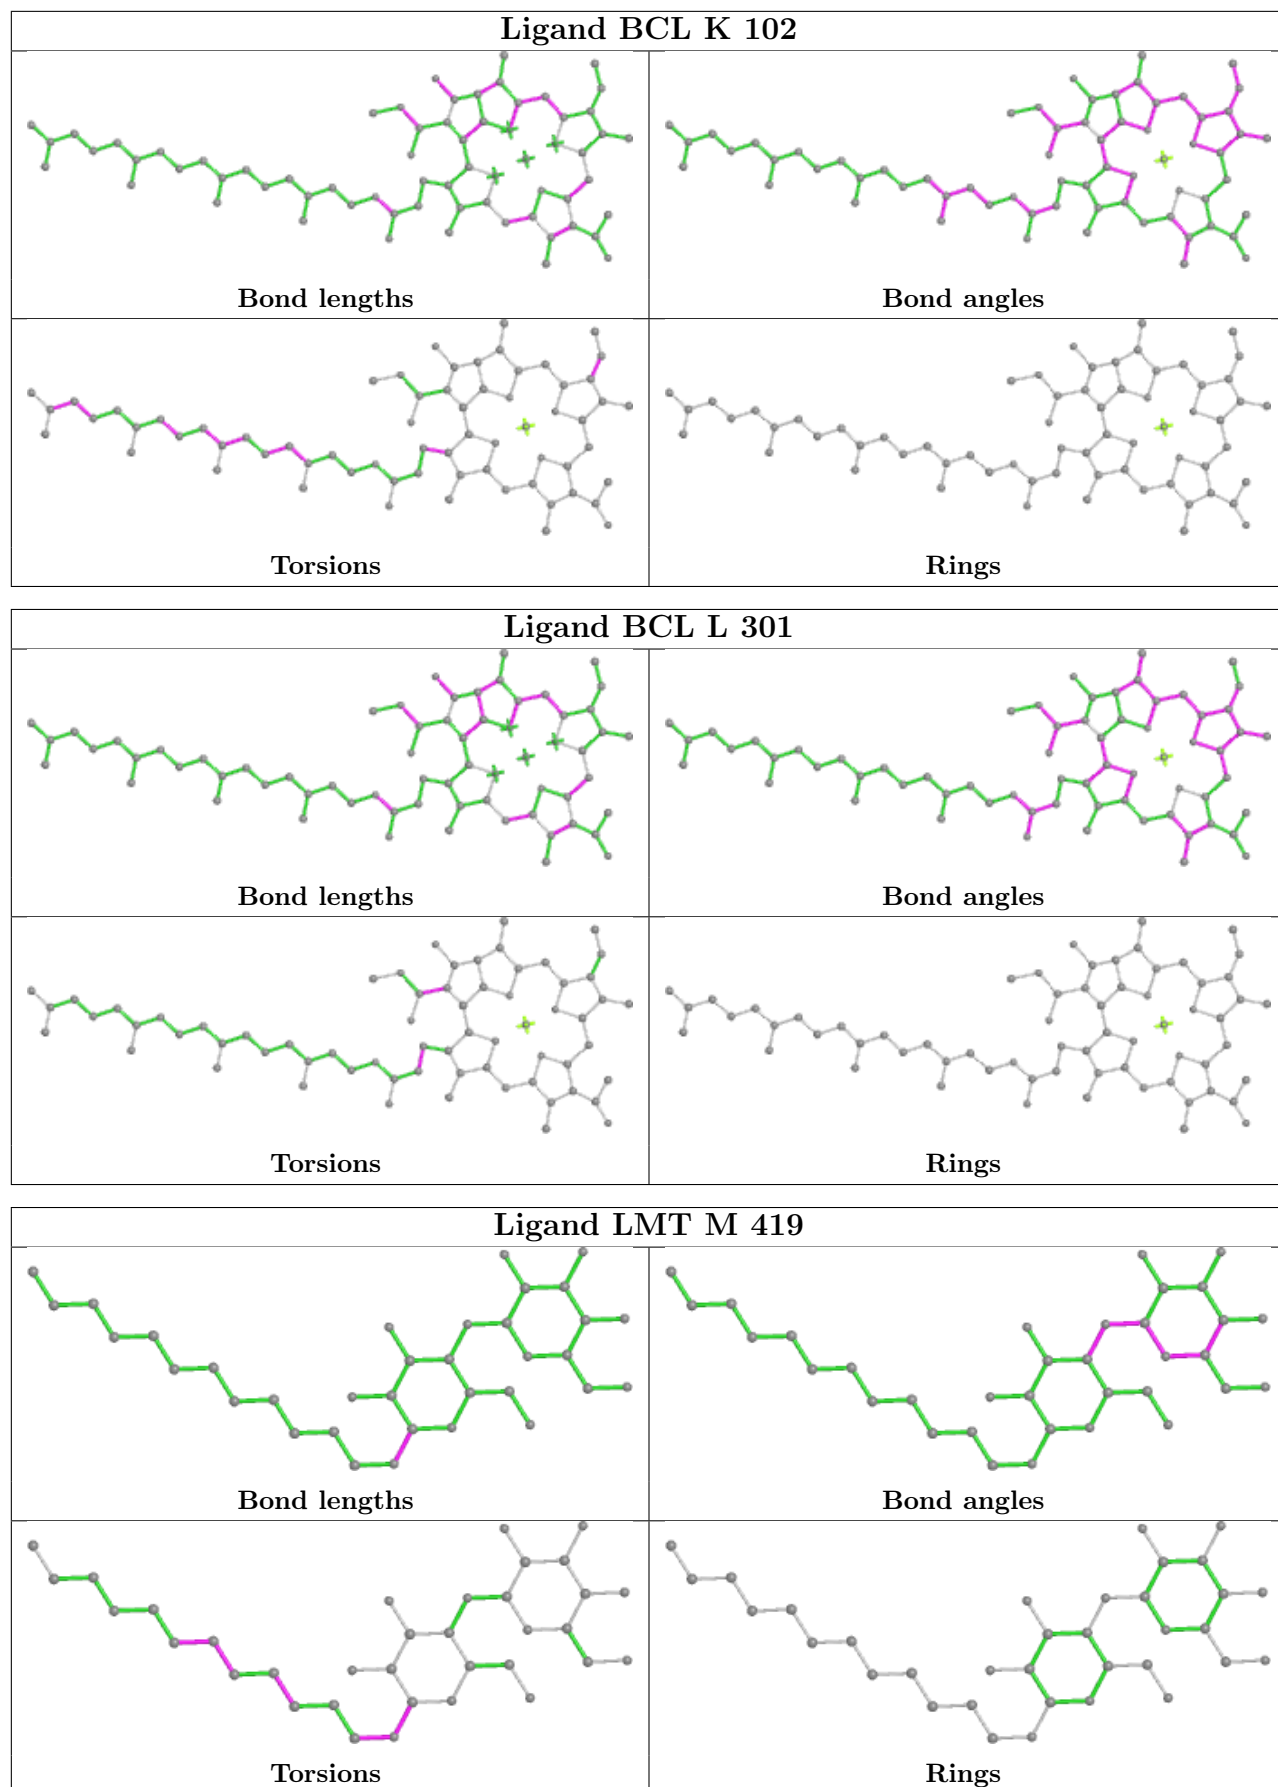 Ligand BCL K 102
Bond lengths
Bond angles
Torsions
Rings
Ligand BCL L 301
Bond lengths
Bond angles
Torsions
Rings
Ligand LMT M 419
Bond lengths
Bond angles
Torsions
Rings